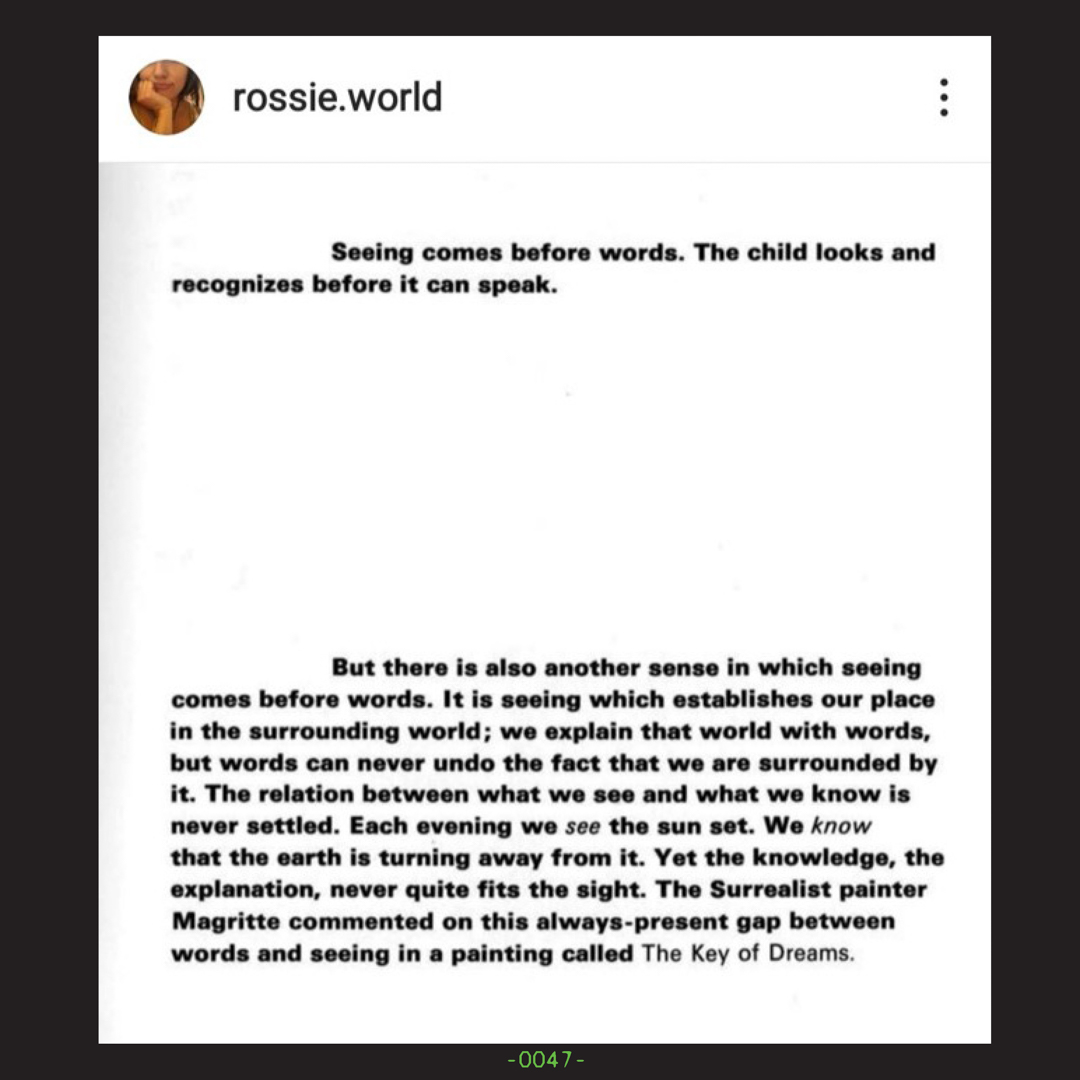 rossie.world
Seeing comes before words. The child looks and
recognizes before it can speak.
But there is also another sense in which seeing
comes before words. It is seeing which establishes our place
in the surrounding world; we explain that world with words,
but words can never undo the fact that we are surrounded by
it. The relation between what we see and what we know is
never settled. Each evening we see the sun set. We know
that the earth is turning away from it. Yet the knowledge, the
explanation, never quite fits the sight. The Surrealist painter
Magritte commented on this always-present gap between
words and seeing in a painting called The Key of Dreams.
-0047-